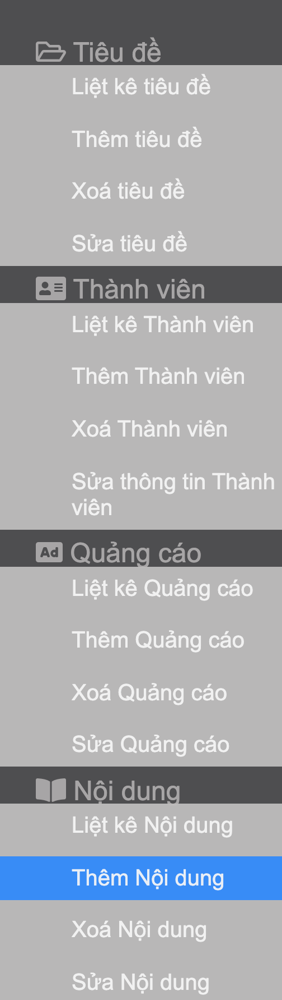 Tiêu đề
Liệt kê tiêu đề
Thêm tiêu đề
Xoá tiêu đề
Sửa tiêu đề
Thành viên
Liệt kê Thành viên
Thêm Thành viên
Xoá Thành viên
Sửa thông tin Thành
viên
Ad Quảng cáo
Liệt kê Quảng cáo
Thêm Quảng cáo
Xoá Quảng cáo
Sửa Quảng cáo
Nội dung
Liệt kê Nội dung
Thêm Nội dung
Xoá Nội dung
Sửa Nội dung